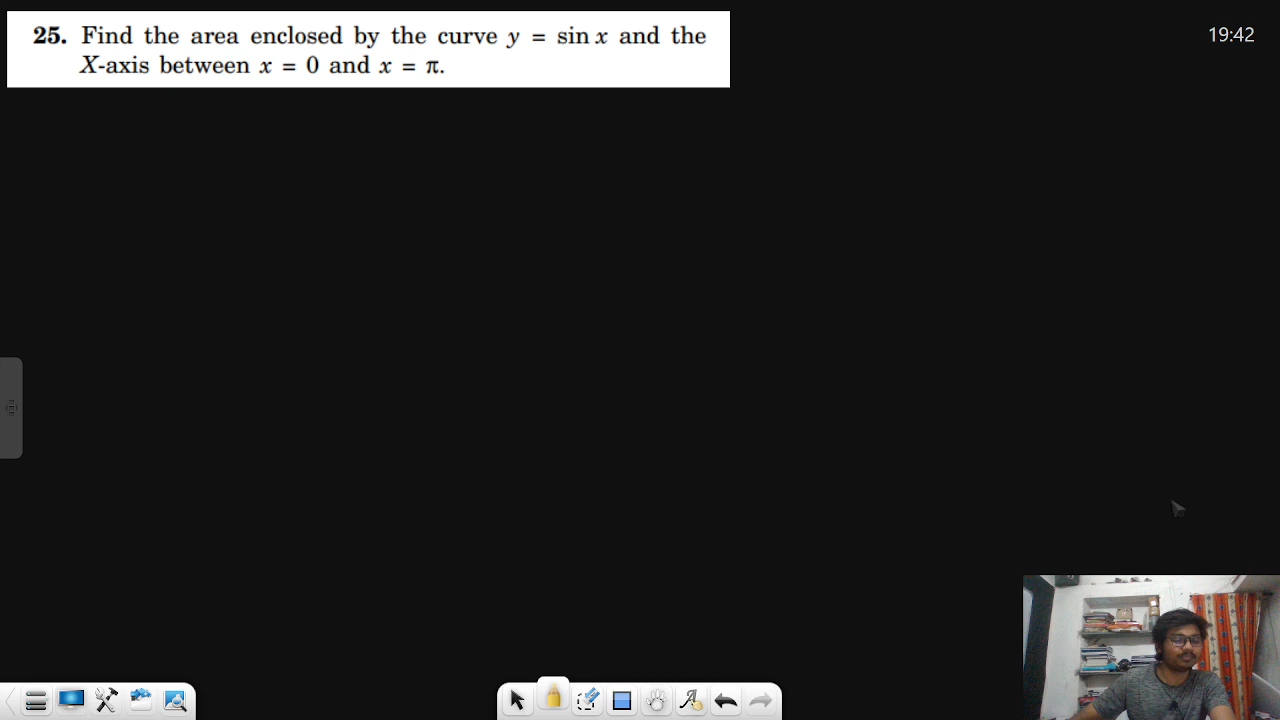 25. Find the area enclosed by the curve y = sin x and the
X-axis between x = 0 and x = π.
19:42